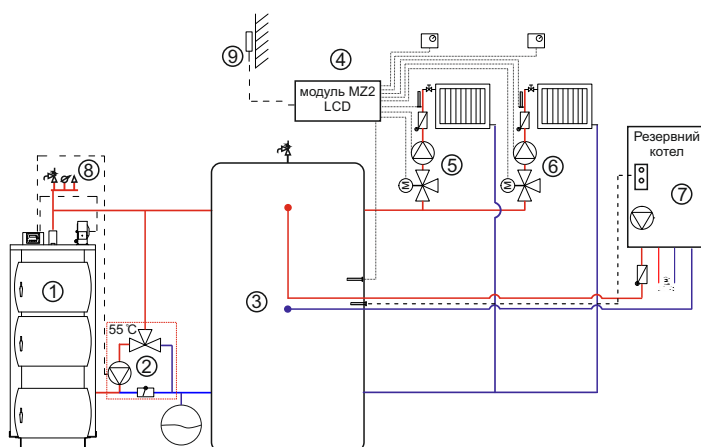 ⑨
④
модуль MZ2
LCD
⑧
M
⑤
M
⑥
Резервний
котел
⑦
①
③
55 ℃
②